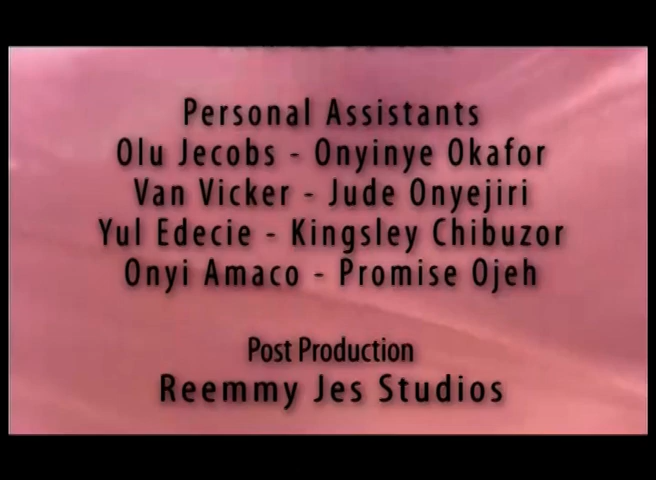 Personal Assistants
Olu Jecobs - Onyinye Okafor
Van Vicker - Jude Onyejiri
Yul Edecie - Kingsley Chibuzor
Onyi Amaco - Promise Ojeh
Post Production
Reemmy Jes Studios